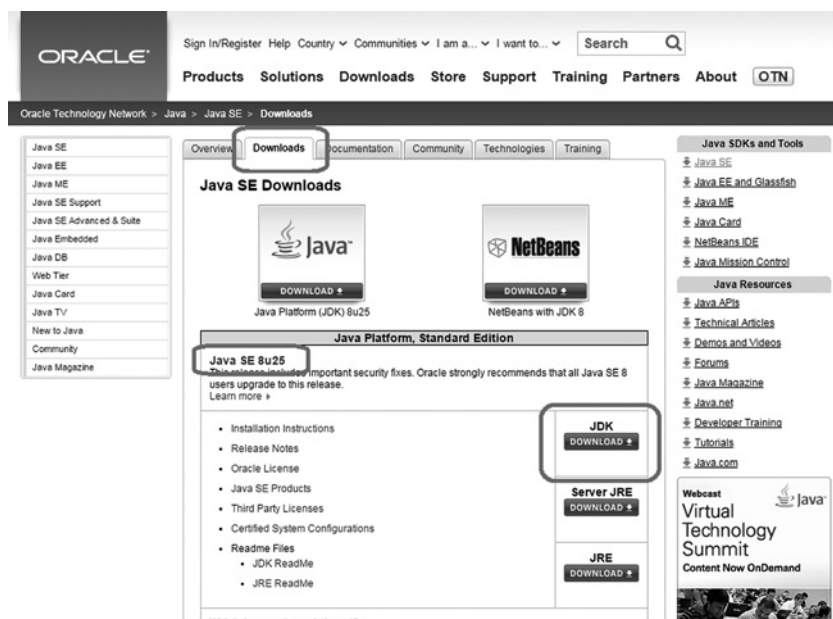 ORACLE
Sign In/Register Help Country Communities I am a... I want to... Search
Products Solutions Downloads Store Support Training Partners About OTN
Oracle Technology Network > Java > Java SE > Downloads
Java SE
Java EE
Java ME
Java SE Support
Java SE Advanced & Suite
Java Embedded
Java DB
Web Tier
Java Card
Java TV
New to Java
Community
Java Magazine
Overview Downloads Documentation Community Technologies Training
Java SE Downloads
Java
DOWNLOAD
Java Platform (JDK) 8u25
NetBeans
DOWNLOAD
NetBeans with JDK 8
Java Platform, Standard Edition
Java SE 8u25
This release includes important security fixes. Oracle strongly recommends that all Java SE 8
users upgrade to this release.
Learn more
• Installation Instructions
• Release Notes
• Oracle License
• Java SE Products
• Third Party Licenses
• Certified System Configurations
• Readme Files
• JDK ReadMe
• JRE ReadMe
JDK
DOWNLOAD
Server JRE
DOWNLOAD
JRE
DOWNLOAD
Java SDKs and Tools
Java SE
Java EE and Glassfish
Java ME
Java Card
NetBeans IDE
Java Mission Control
Java Resources
Java APIs
Technical Articles
Demos and Videos
Forums
Java Magazine
Java.net
Developer Training
Tutorials
Java.com
Webcast
Java
Virtual
Technology
Summit
Content Now OnDemand